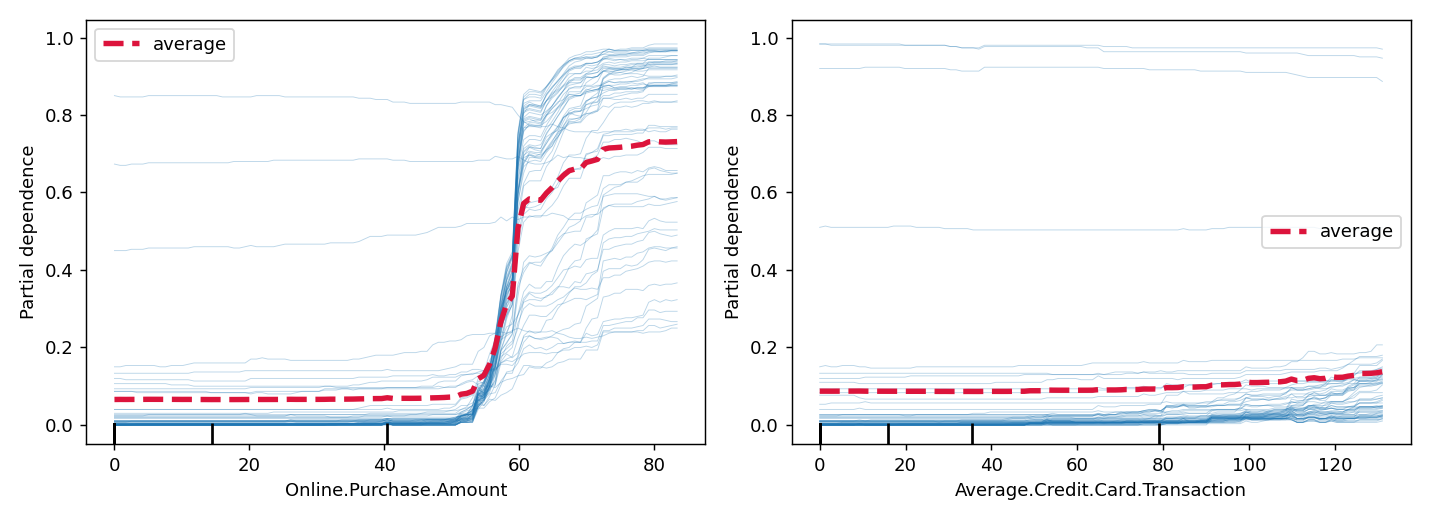 1.0
0.8
0.6
0.4
0.2
0.0
Partial dependence
average
0 20 40 60 80
Online.Purchase.Amount
1.0
0.8
0.6
0.4
0.2
0.0
Partial dependence
average
0 20 40 60 80 100 120
Average.Credit.Card.Transaction